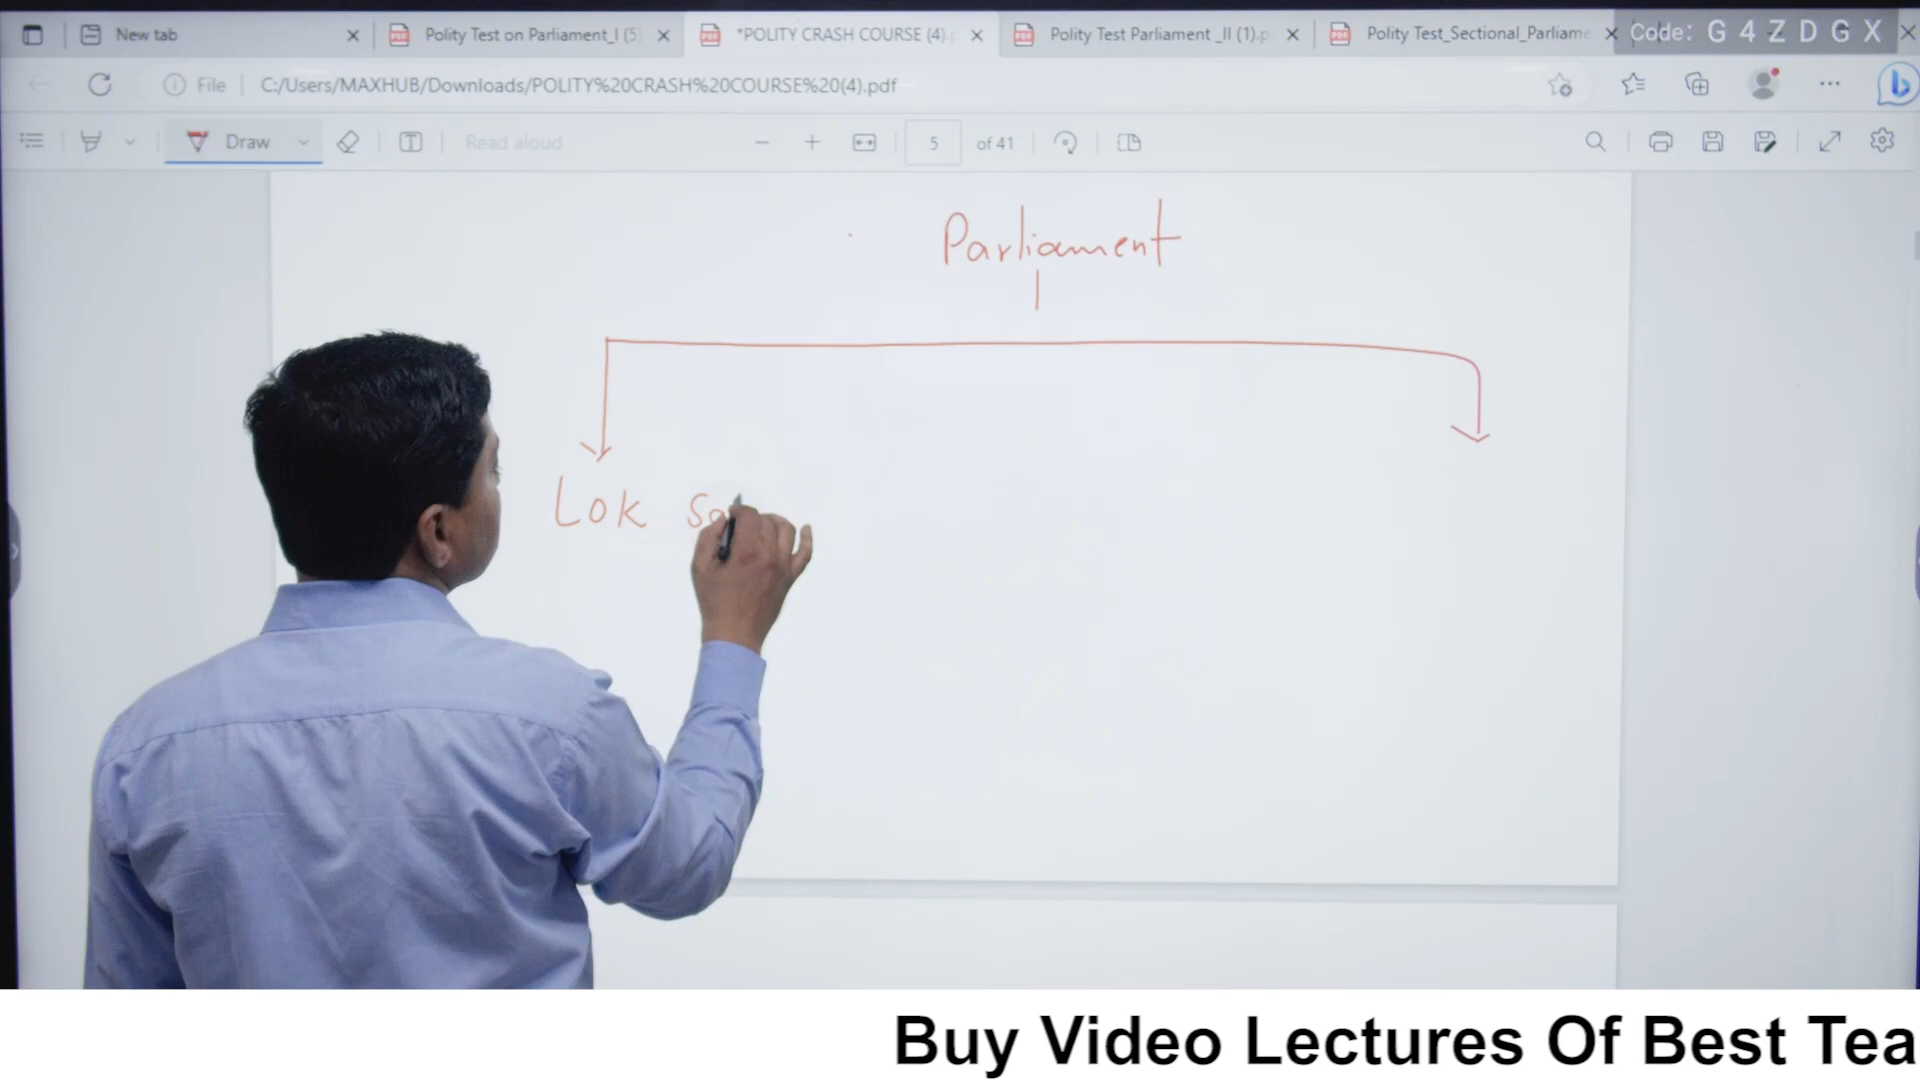 New tab Polity Test on Parliament_I (5) *POLITY CRASH COURSE (4).p Polity Test Parliament _II (1).p Polity Test_Sectional_Parliame Code: G 4 Z D G X
File C:/Users/MAXHUB/Downloads/POLITY%20CRASH%20COURSE%20(4).pdf
Draw Read aloud 5 of 41
Parliament
Lok Sa
Buy Video Lectures Of Best Tea